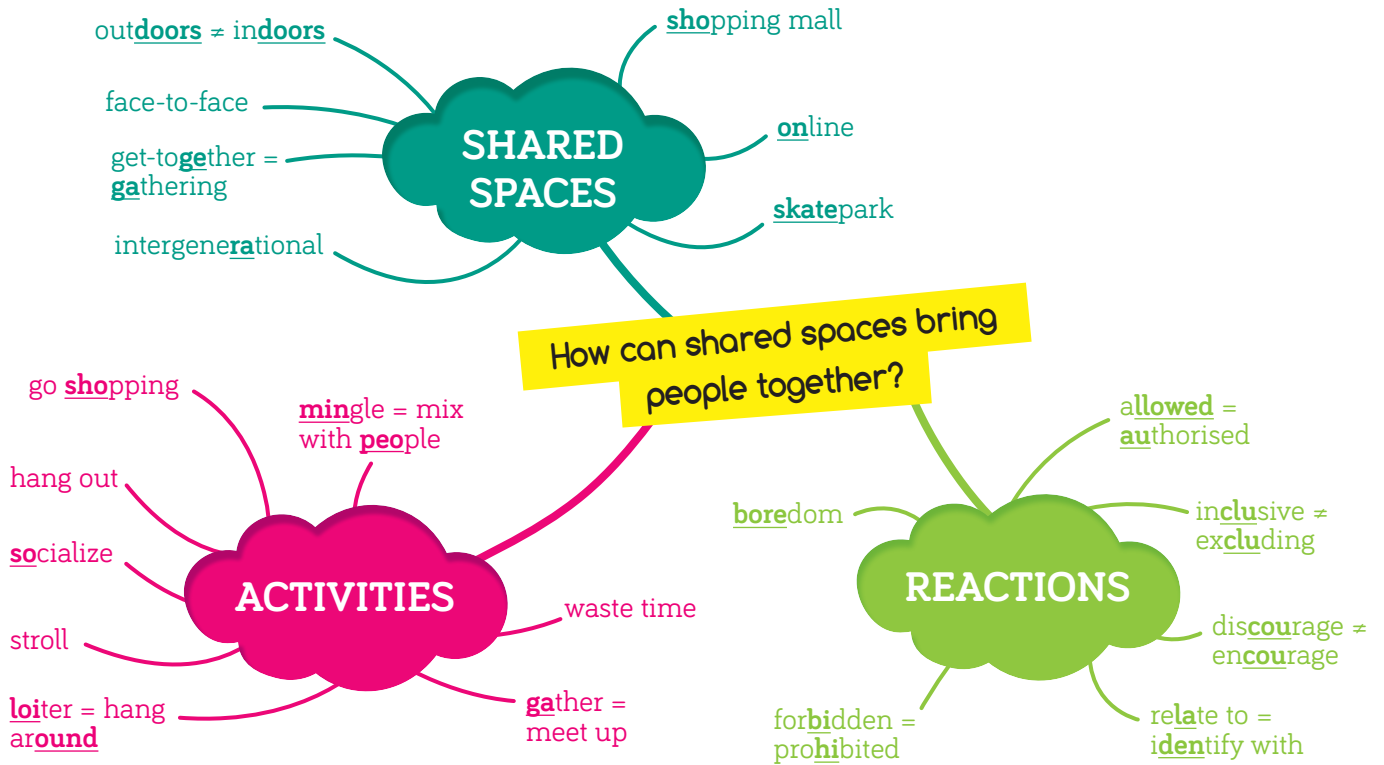 outdoors ≠ indoors
face-to-face
get-together =
gathering
intergenerational
SHARED
SPACES
shopping mall
online
skatepark
How can shared spaces bring
people together?
go shopping
mingle = mix
with people
hang out
socialize
stroll
loiter = hang
around
ACTIVITIES
waste time
gather =
meet up
allowed =
authorised
boredom
inclusive ≠
excluding
REACTIONS
discourage ≠
encourage
forbidden =
prohibited
relate to =
identify with